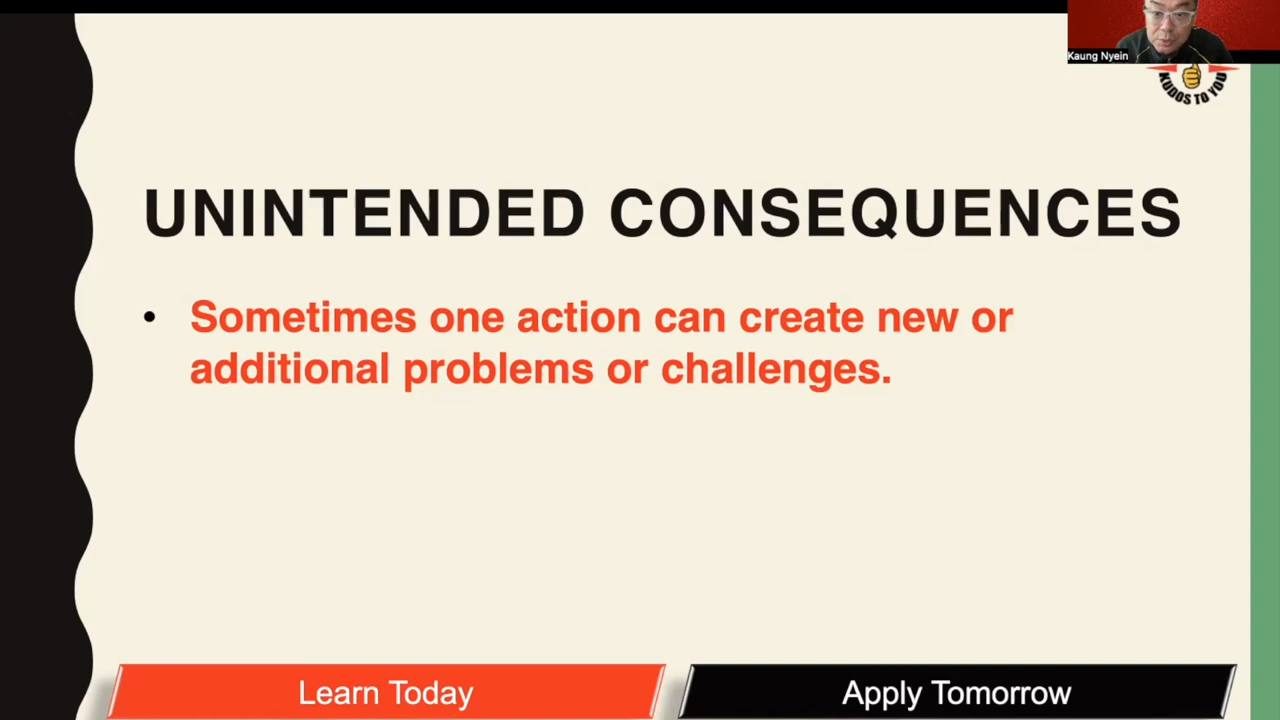 Kaung Nyein
KUDOS TO YOU
UNINTENDED CONSEQUENCES
• Sometimes one action can create new or
additional problems or challenges.
Learn Today
Apply Tomorrow